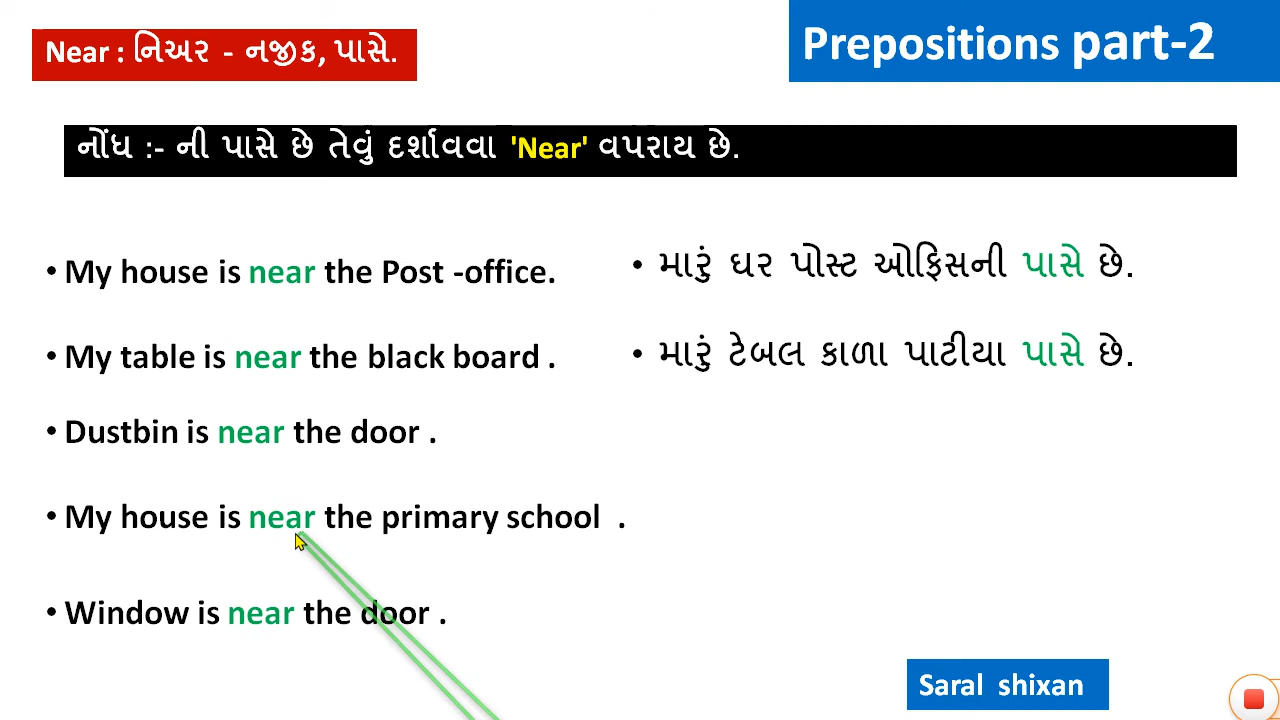 Near : નિઅર - નજીક, પાસે.
Prepositions part-2
નોંધ :- ની પાસે છે તેવું દર્શાવવા 'Near' વપરાય છે.
• My house is near the Post -office.
• મારું ઘર પોસ્ટ ઓફિસની પાસે છે.
• My table is near the black board .
• મારું ટેબલ કાળા પાટીયા પાસે છે.
• Dustbin is near the door .
• My house is near the primary school .
• Window is near the door .
Saral shixan